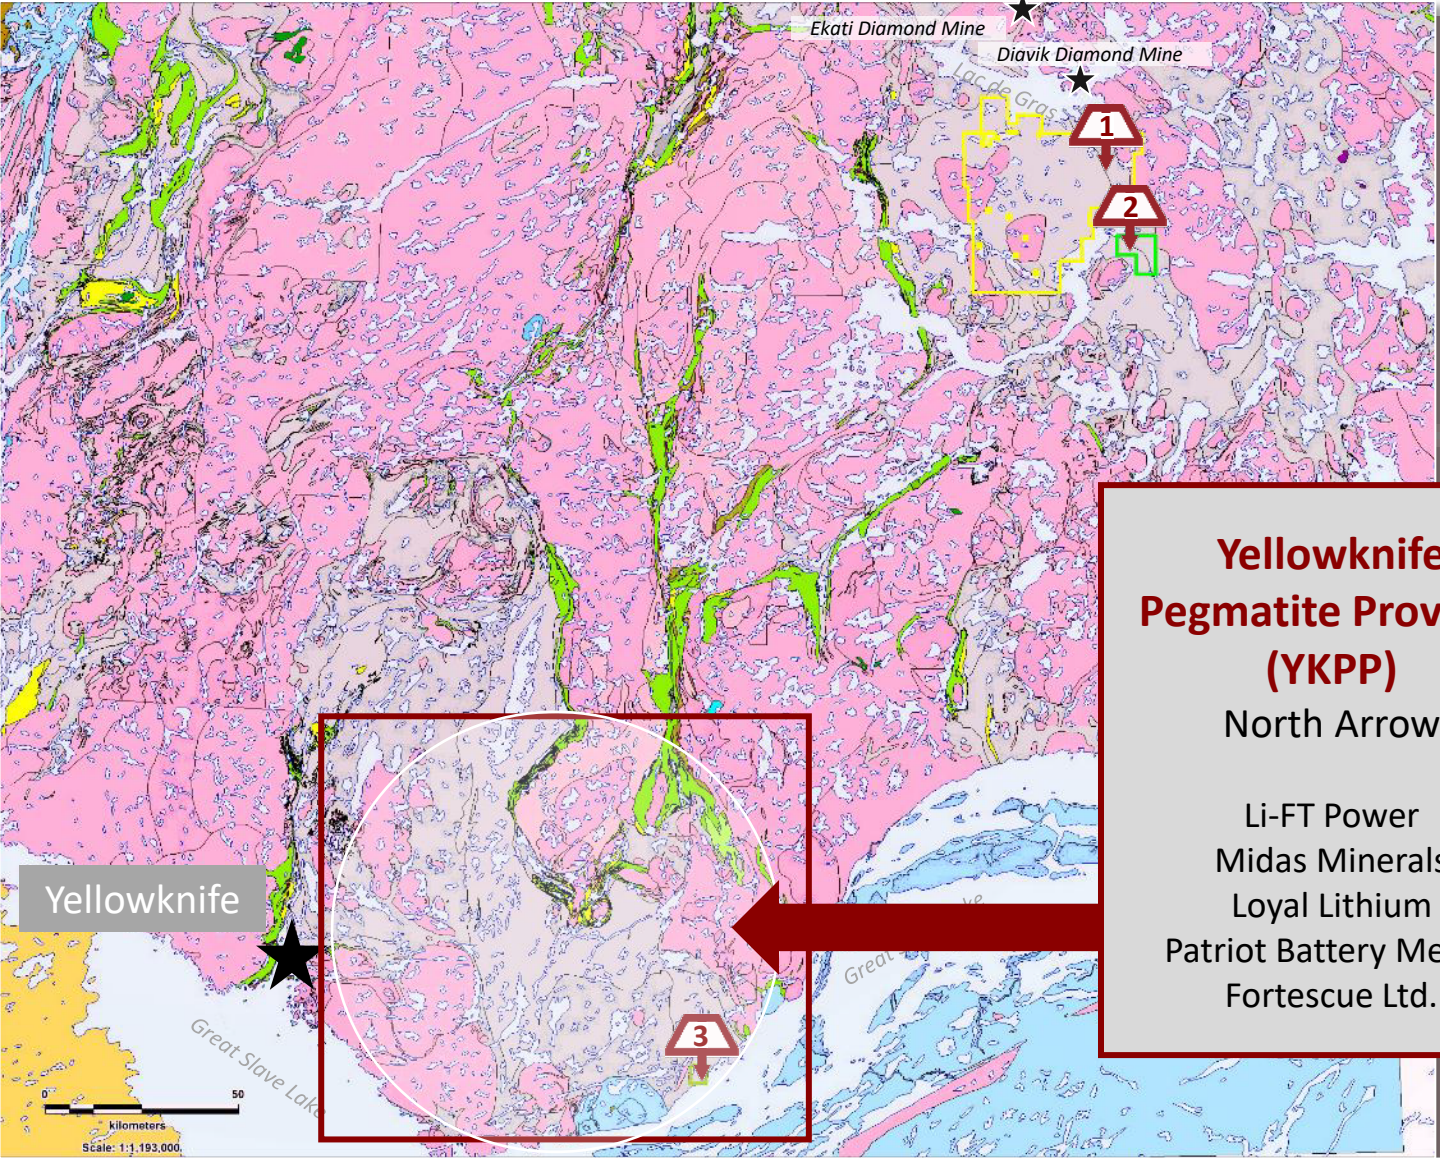 Ekati Diamond Mine
Diavik Diamond Mine
Lac de Gras
1
2
Yellowknife
Pegmatite Prov
(YKPP)
North Arrow
Li-FT Power
Midas Minerals
Loyal Lithium
Patriot Battery Me
Fortescue Ltd.
Yellowknife
Great
3
Great Slave Lake
0 50
kilometers
Scale: 1:1,193,000